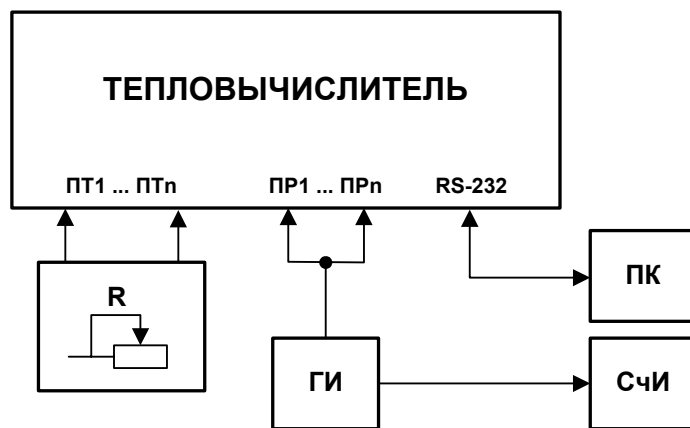 ТЕПЛОВЫЧИСЛИТЕЛЬ
ПТ1 ... ПТn ПР1 ... ПРn RS-232
R
ПК
ГИ
СчИ